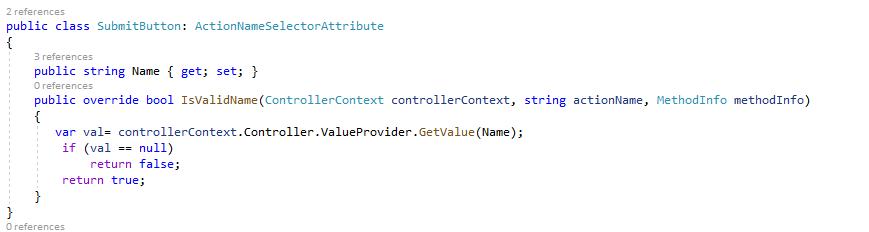 2 references
public class SubmitButton: ActionNameSelectorAttribute
{
3 references
public string Name { get; set; }
0 references
public override bool IsValidName(ControllerContext controllerContext, string actionName, MethodInfo methodInfo)
{
var val= controllerContext.Controller.ValueProvider.GetValue(Name);
if (val == null)
return false;
return true;
}
}
0 references